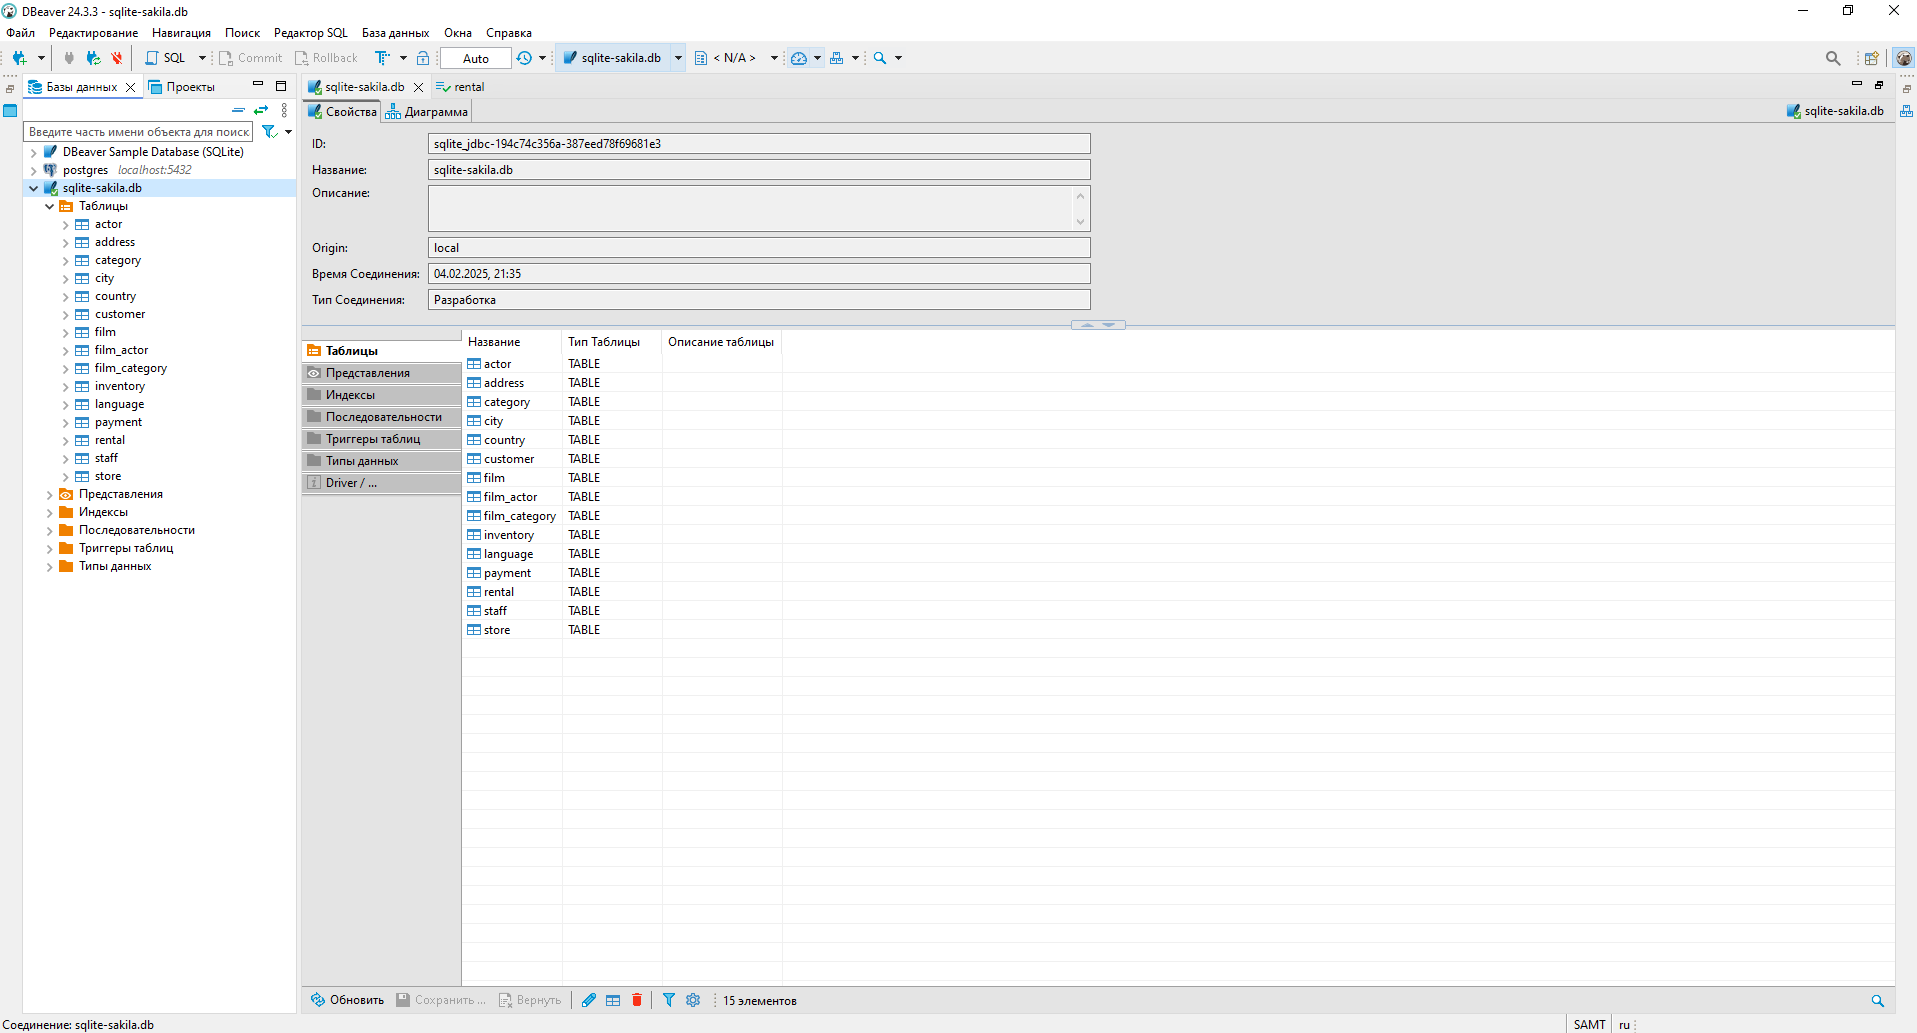 DBeaver 24.3.3 - sqlite-sakila.db
Файл Редактирование Навигация Поиск Редактор SQL База данных Окна Справка
SQL Commit Rollback Auto sqlite-sakila.db < N/A >
Базы данных Проекты
Введите часть имени объекта для поиск
DBeaver Sample Database (SQLite)
postgres localhost:5432
sqlite-sakila.db
Таблицы
actor
address
category
city
country
customer
film
film_actor
film_category
inventory
language
payment
rental
staff
store
Представления
Индексы
Последовательности
Триггеры таблиц
Типы данных
sqlite-sakila.db rental
Свойства Диаграмма sqlite-sakila.db
ID: sqlite_jdbc-194c74c356a-387eed78f69681e3
Название: sqlite-sakila.db
Описание:
Origin: local
Время Соединения: 04.02.2025, 21:35
Тип Соединения: Разработка
Таблицы
Представления
Индексы
Последовательности
Триггеры таблиц
Типы данных
Driver / ...
Название Тип Таблицы Описание таблицы
actor TABLE
address TABLE
category TABLE
city TABLE
country TABLE
customer TABLE
film TABLE
film_actor TABLE
film_category TABLE
inventory TABLE
language TABLE
payment TABLE
rental TABLE
staff TABLE
store TABLE
Обновить Сохранить ... Вернуть 15 элементов
Соединение: sqlite-sakila.db SAMT ru